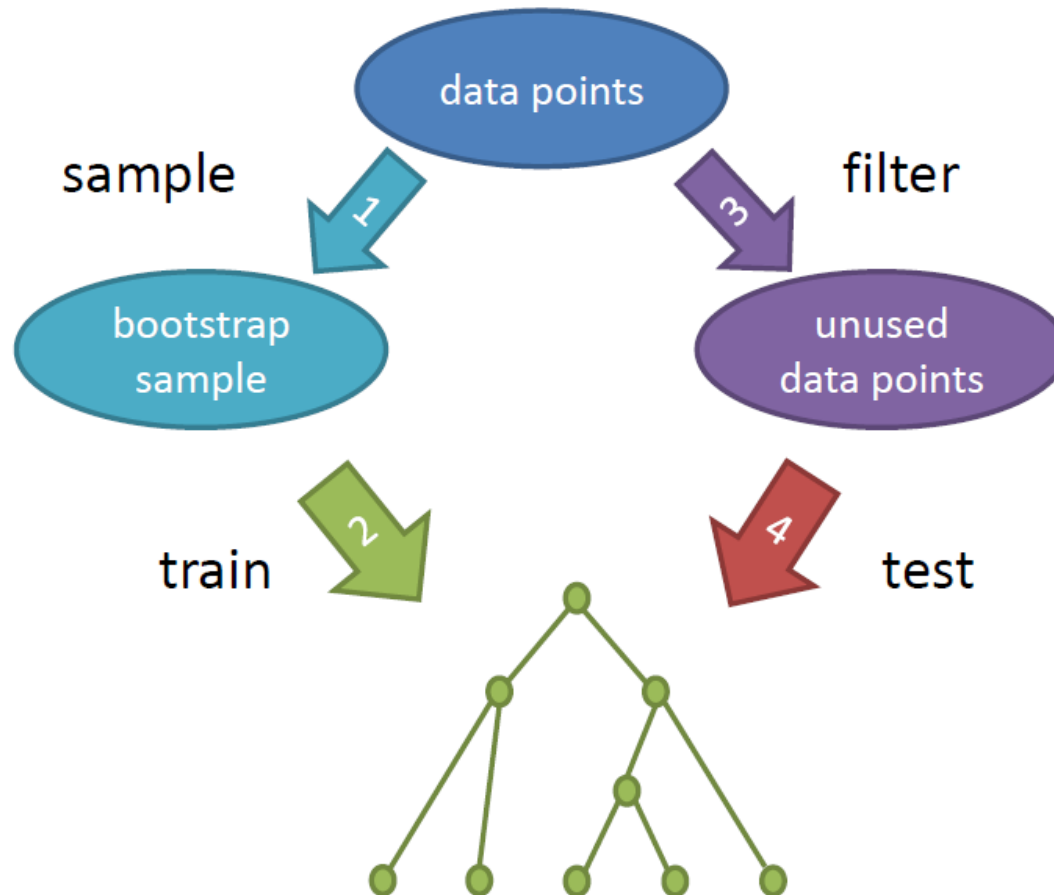 data points
sample
filter
1
3
bootstrap
sample
unused
data points
2
4
train
test